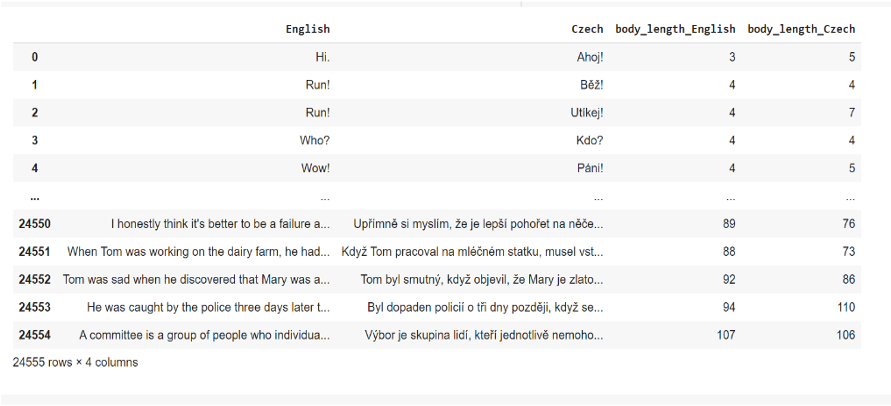 English Czech body_length_English body_length_Czech
0 Hi. Ahoj! 3 5
1 Run! Běž! 4 4
2 Run! Utíkej! 4 7
3 Who? Kdo? 4 4
4 Wow! Páni! 4 5
... ... ... ... ...
24550 I honestly think it's better to be a failure a... Upřímně si myslím, že je lepší pohořet na něče... 89 76
24551 When Tom was working on the dairy farm, he had... Když Tom pracoval na mléčném statku, musel vst... 88 73
24552 Tom was sad when he discovered that Mary was a... Tom byl smutný, když objevil, že Mary je zlato... 92 86
24553 He was caught by the police three days later t... Byl dopaden policií o tři dny později, když se... 94 110
24554 A committee is a group of people who individua... Výbor je skupina lidí, kteří jednotlivě nemoho... 107 106
24555 rows × 4 columns